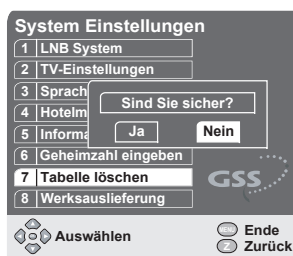 System Einstellungen
1 LNB System
2 TV-Einstellungen
3 Sprach
4 Hotelm
5 Informa
6 Geheimzahl eingeben
7 Tabelle löschen
8 Werksauslieferung
Sind Sie sicher?
Ja Nein
GSS
Auswählen
MENU Ende
Z Zurück